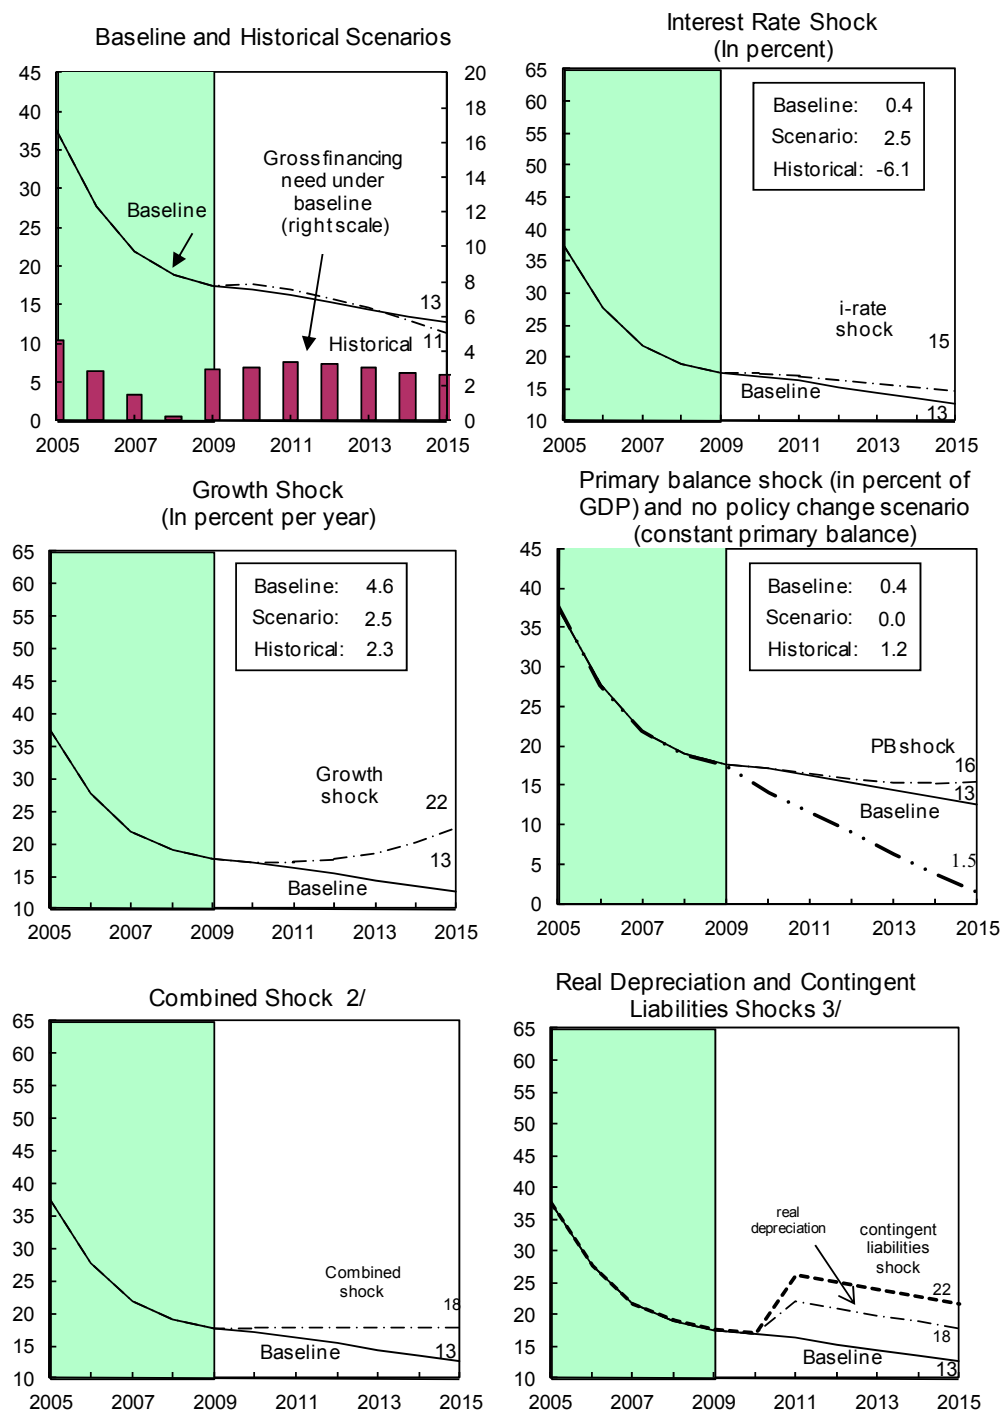 Baseline and Historical Scenarios
45
40
35
30
25
20
15
10
5
0
20
18
16
14
12
10
8
6
4
2
0
Gross financing
need under
baseline
(right scale)
Baseline
13
Historical
11
2005 2007 2009 2011 2013 2015
Interest Rate Shock
(In percent)
65
60
55
50
45
40
35
30
25
20
15
10
Baseline: 0.4
Scenario: 2.5
Historical: -6.1
i-rate
shock
15
Baseline
13
2005 2007 2009 2011 2013 2015
Growth Shock
(In percent per year)
65
60
55
50
45
40
35
30
25
20
15
10
Baseline: 4.6
Scenario: 2.5
Historical: 2.3
Growth
shock
22
13
Baseline
2005 2007 2009 2011 2013 2015
Primary balance shock (in percent of
GDP) and no policy change scenario
(constant primary balance)
45
40
35
30
25
20
15
10
5
0
Baseline: 0.4
Scenario: 0.0
Historical: 1.2
PB shock
16
13
Baseline
1.5
2005 2007 2009 2011 2013 2015
Combined Shock 2/
65
60
55
50
45
40
35
30
25
20
15
10
Combined
shock
18
Baseline
13
2005 2007 2009 2011 2013 2015
Real Depreciation and Contingent
Liabilities Shocks 3/
65
60
55
50
45
40
35
30
25
20
15
10
real
depreciation
contingent
liabilities
shock
22
18
Baseline
13
2005 2007 2009 2011 2013 2015